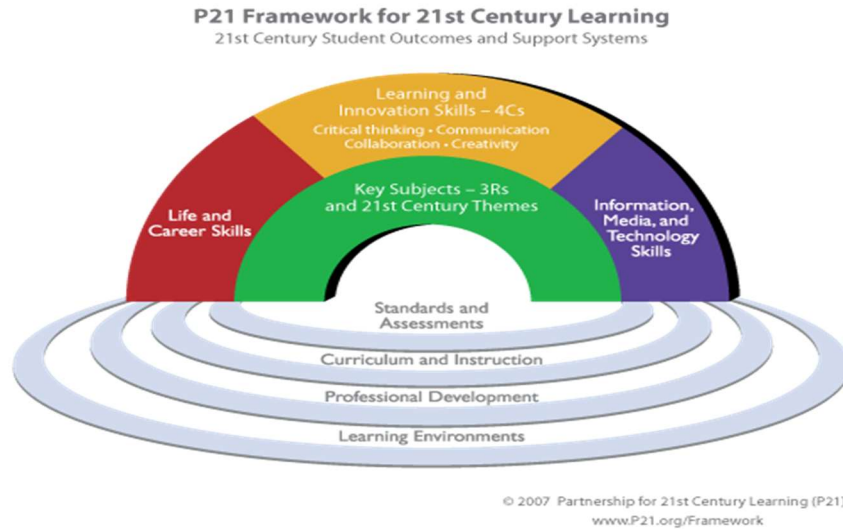 P21 Framework for 21st Century Learning
21st Century Student Outcomes and Support Systems
Learning and
Innovation Skills – 4Cs
Critical thinking • Communication
Collaboration • Creativity
Key Subjects – 3Rs
and 21st Century Themes
Life and
Career Skills
Information,
Media, and
Technology
Skills
Standards and
Assessments
Curriculum and Instruction
Professional Development
Learning Environments
© 2007 Partnership for 21st Century Learning (P21)
www.P21.org/Framework